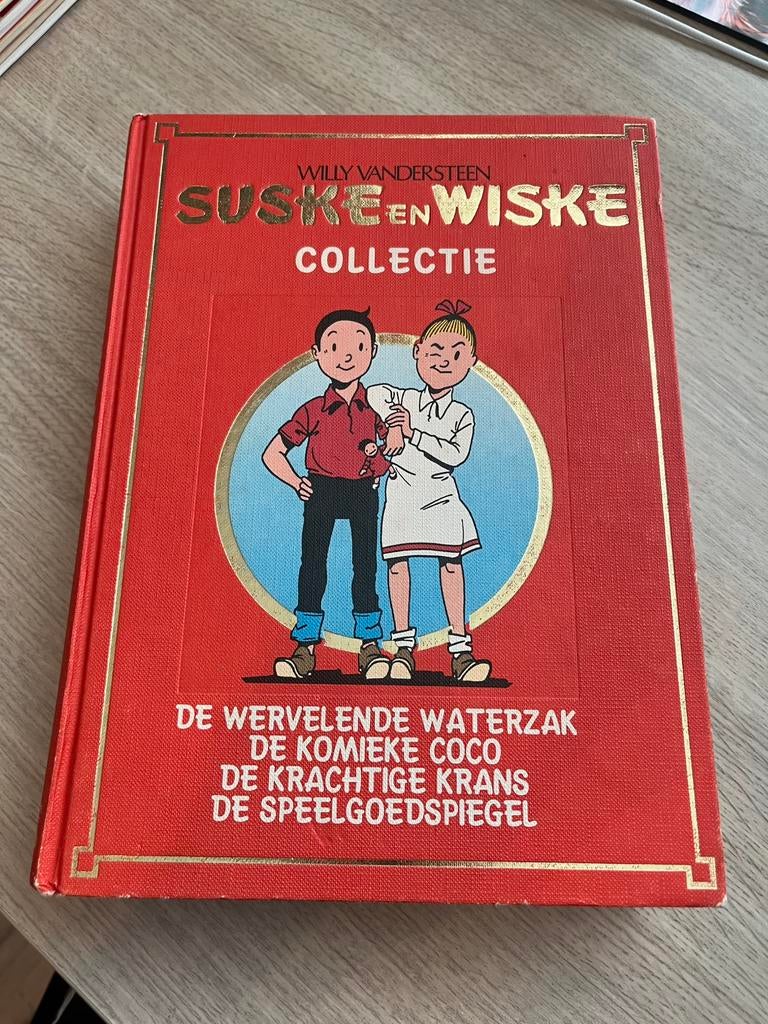 WILLY VANDERSTEEN
SUSKE EN WISKE
COLLECTIE
DE WERVELENDE WATERZAK
DE KOMIEKE COCO
DE KRACHTIGE KRANS
DE SPEELGOEDSPIEGEL